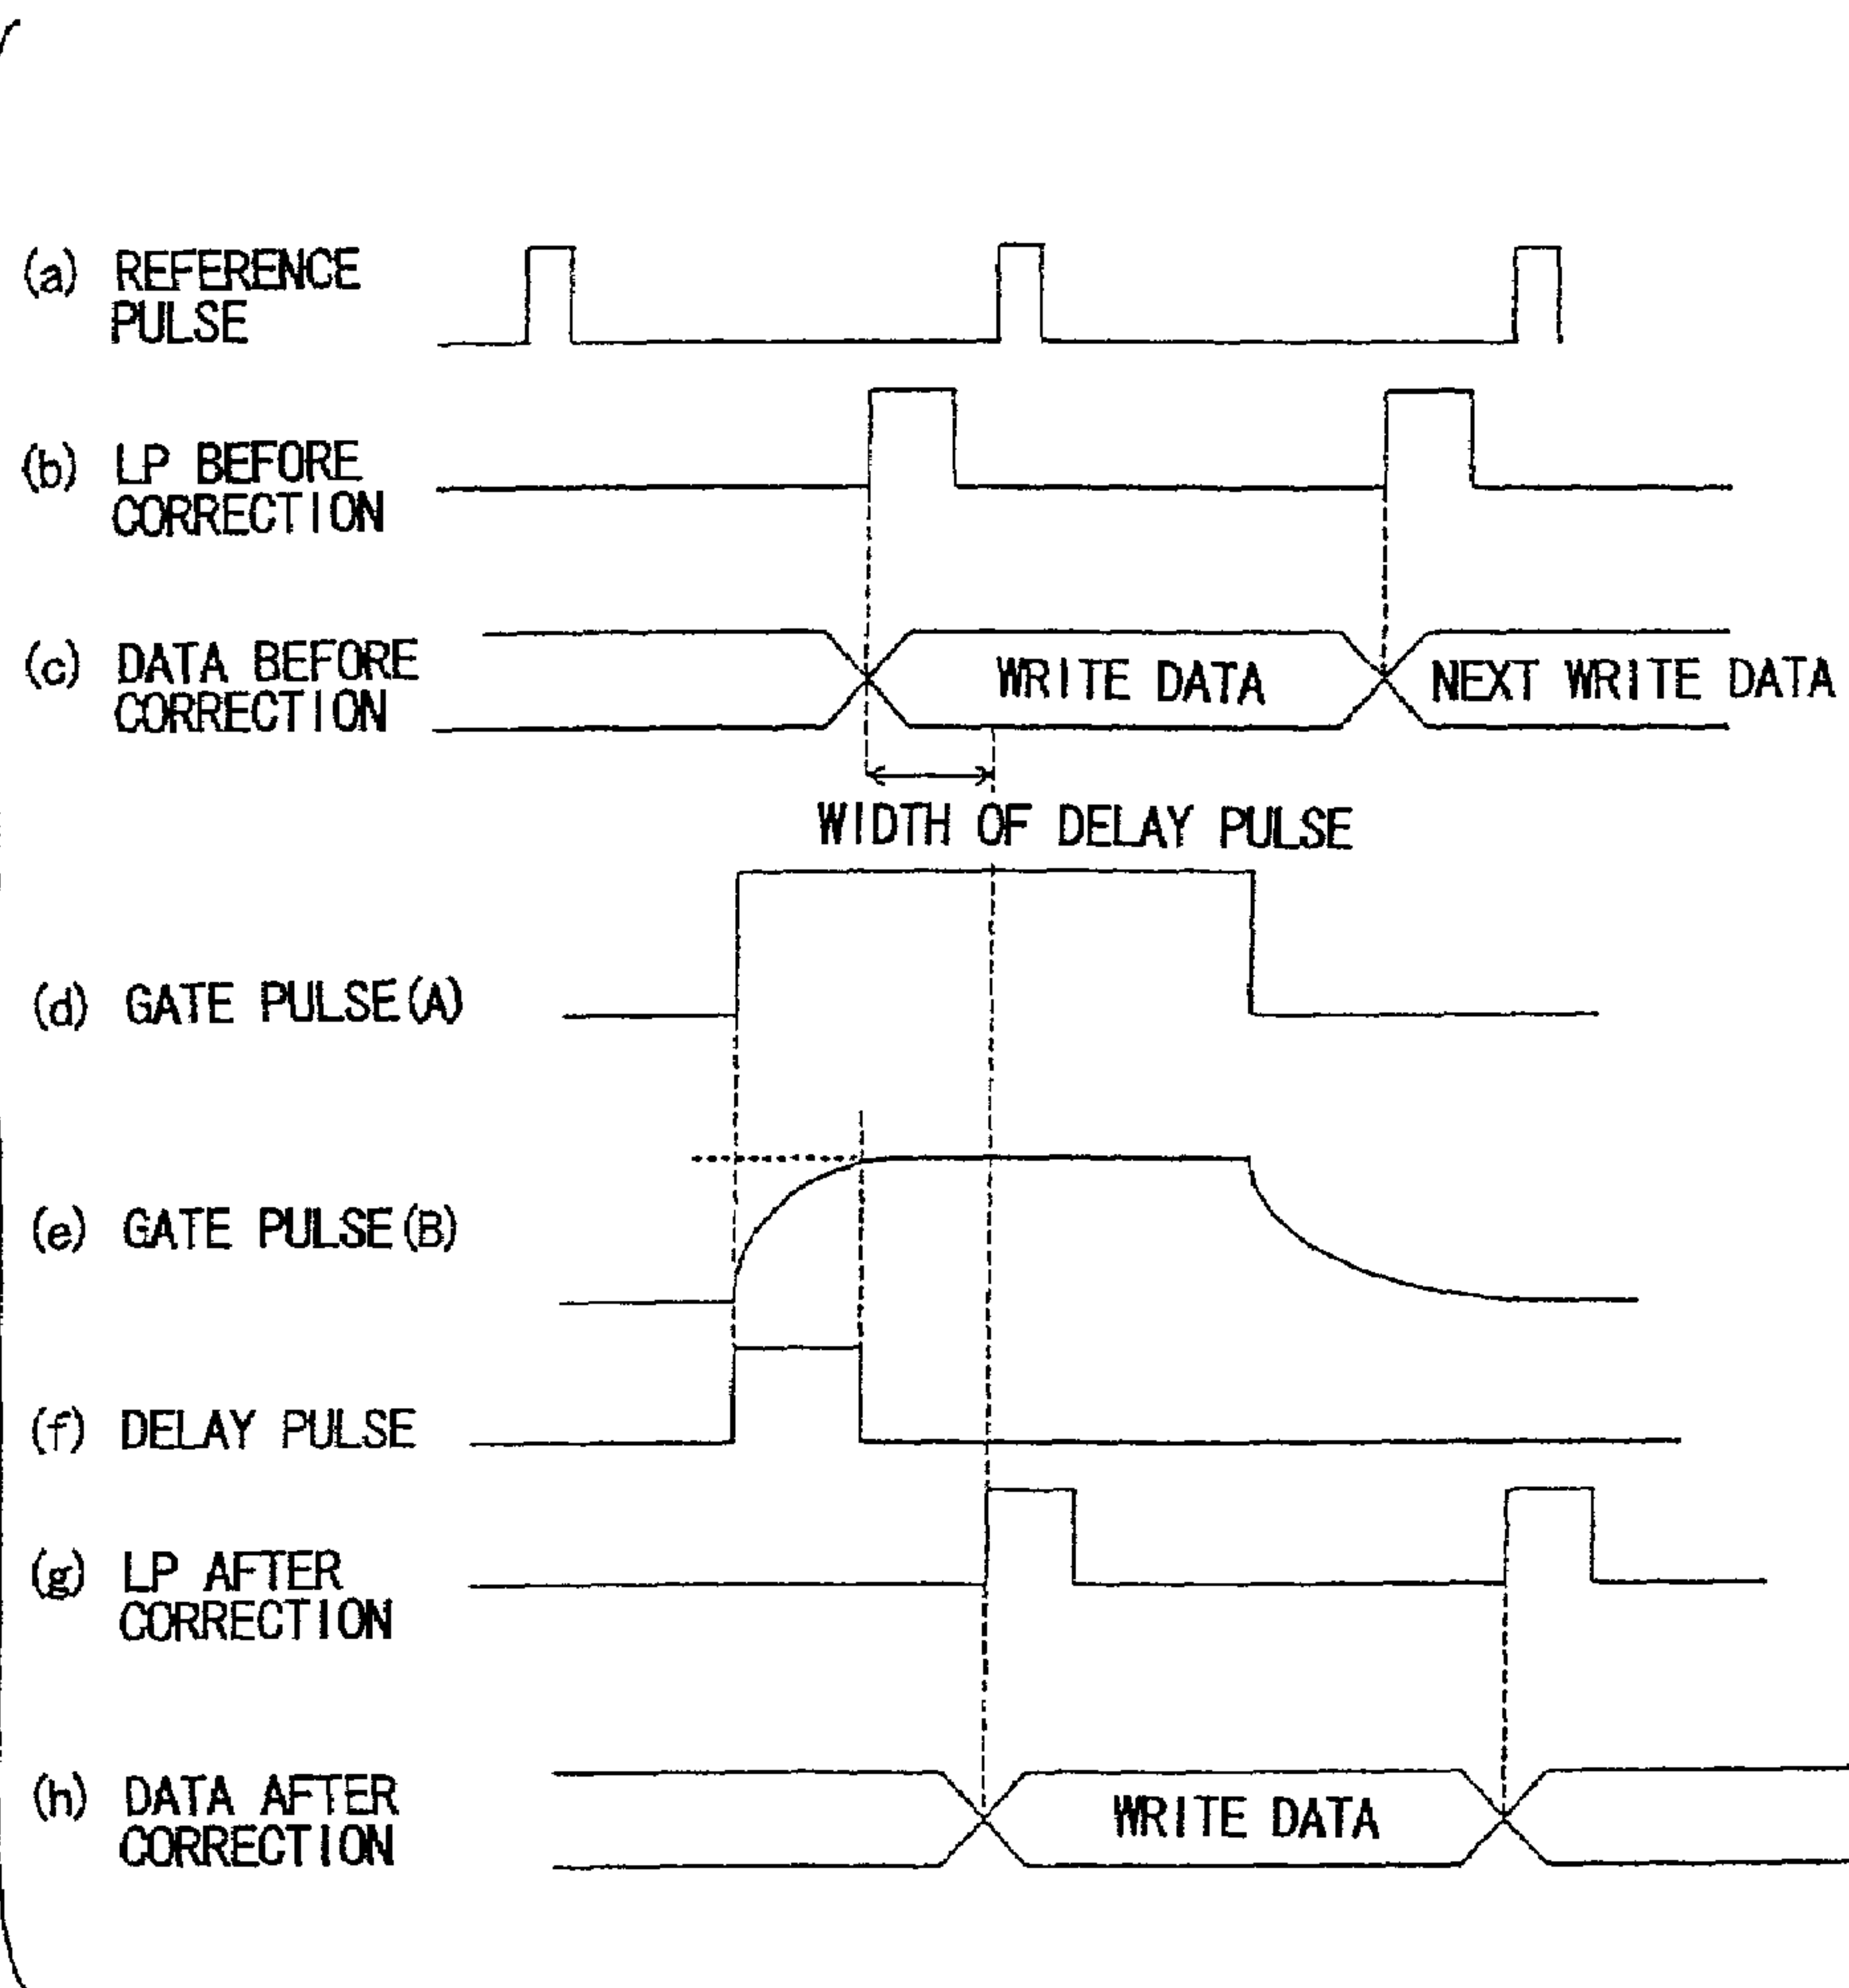 (a) REFERENCE
PULSE
(b) LP BEFORE
CORRECTION
(c) DATA BEFORE
CORRECTION
WRITE DATA
NEXT WRITE DATA
WIDTH OF DELAY PULSE
(d) GATE PULSE(A)
(e) GATE PULSE(B)
(f) DELAY PULSE
(g) LP AFTER
CORRECTION
(h) DATA AFTER
CORRECTION
WRITE DATA